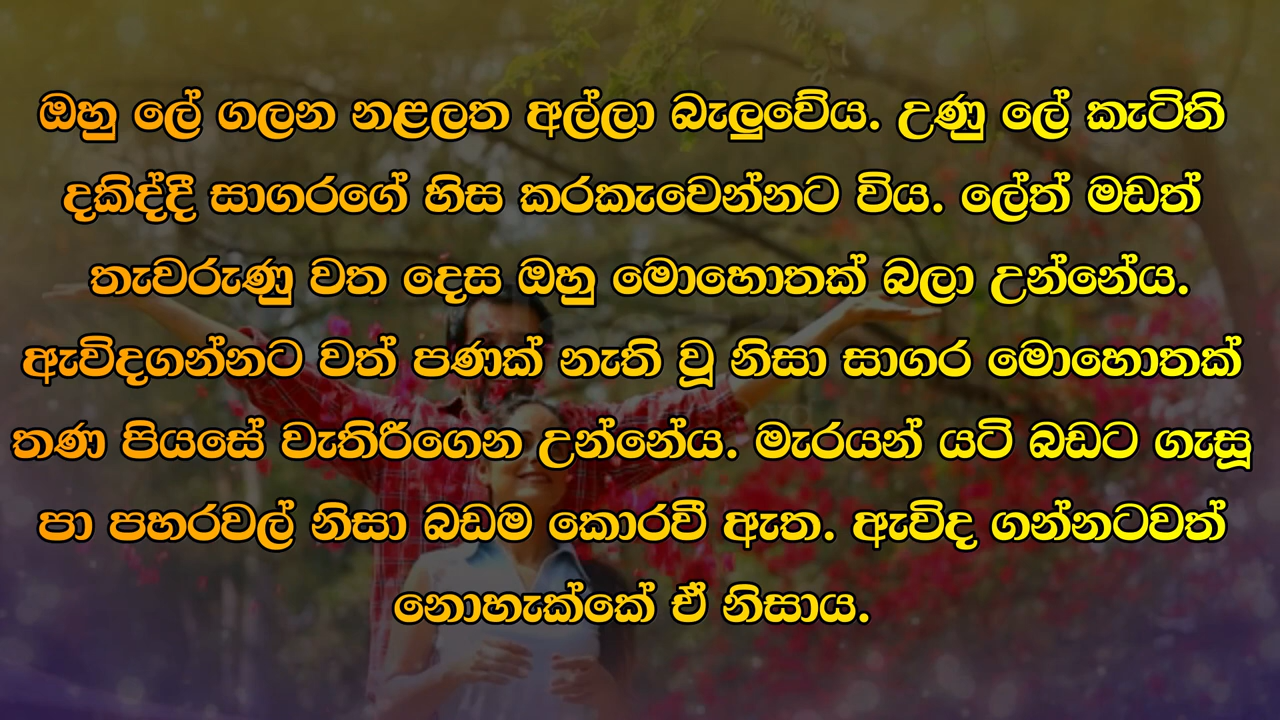 ඔහු ලේ ගලන නළලත අල්ලා බැලුවේය. උණු ලේ කැටිති
දකිද්දී සාගරගේ හිස කරකැවෙන්නට විය. ලේත් මඩත්
තැවරුණු වත දෙස ඔහු මොහොතක් බලා උන්නේය.
ඇවිදගන්නට වත් පණක් නැති වූ නිසා සාගර මොහොතක්
තණ පියසේ වැතිරීගෙන උන්නේය. මැරයන් යටි බඩට ගැසූ
පා පහරවල් නිසා බඩම කොරවී ඇත. ඇවිද ගන්නටවත්
නොහැක්කේ ඒ නිසාය.